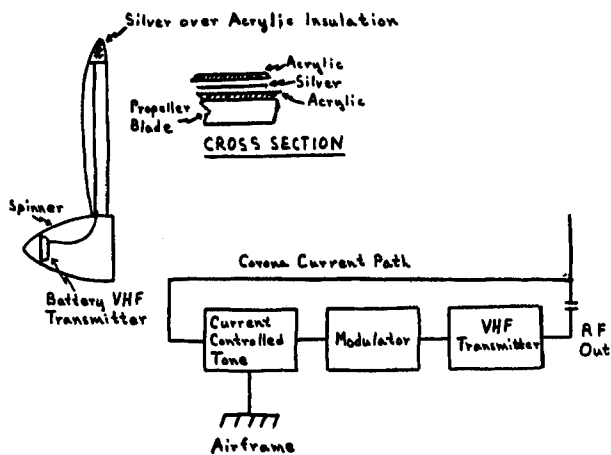 Silver over Acrylic Insulation
Acrylic
Silver
Acrylic
Propeller
Blade
CROSS SECTION
Spinner
Battery VHF
Transmitter
Corona Current Path
Current
Controlled
Tone
Modulator
VHF
Transmitter
RF
Out
Airframe